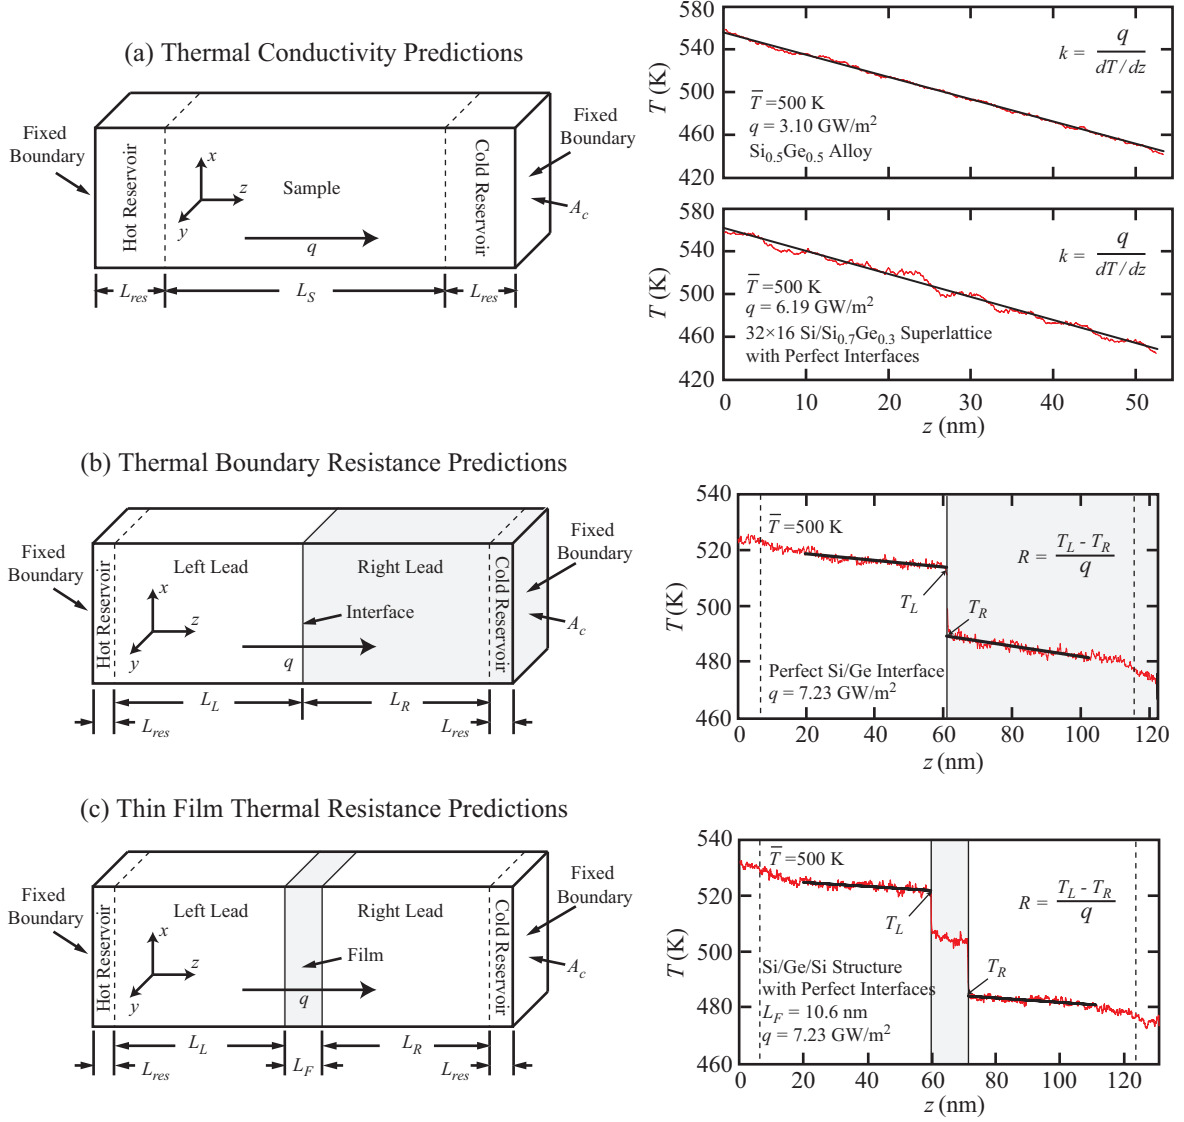 (a) Thermal Conductivity Predictions
Fixed
Boundary
Hot Reservoir
x
z
y
Sample
q
Cold Reservoir
Fixed
Boundary
A_c
L_res
L_S
L_res
580
540
500
460
420
T (K)
T̅ =500 K
q = 3.10 GW/m²
Si₀.₅Ge₀.₅ Alloy
k = q / dT/dz
580
540
500
460
420
T (K)
T̅ =500 K
q = 6.19 GW/m²
32×16 Si/Si₀.₇Ge₀.₃ Superlattice
with Perfect Interfaces
k = q / dT/dz
0 10 20 30 40 50
z (nm)
(b) Thermal Boundary Resistance Predictions
Fixed
Boundary
Hot Reservoir
Left Lead
Right Lead
x
z
y
Interface
q
Cold Reservoir
Fixed
Boundary
A_c
L_L
L_R
L_res
L_res
540
520
500
480
460
T (K)
T̅ =500 K
T_L
T_R
R = T_L - T_R / q
Perfect Si/Ge Interface
q = 7.23 GW/m²
0 20 40 60 80 100 120
z (nm)
(c) Thin Film Thermal Resistance Predictions
Fixed
Boundary
Hot Reservoir
Left Lead
Right Lead
x
z
y
Film
q
Cold Reservoir
Fixed
Boundary
A_c
L_L
L_F
L_R
L_res
L_res
540
520
500
480
460
T (K)
T̅ =500 K
T_L
T_R
R = T_L - T_R / q
Si/Ge/Si Structure
with Perfect Interfaces
L_F = 10.6 nm
q = 7.23 GW/m²
0 20 40 60 80 100 120
z (nm)